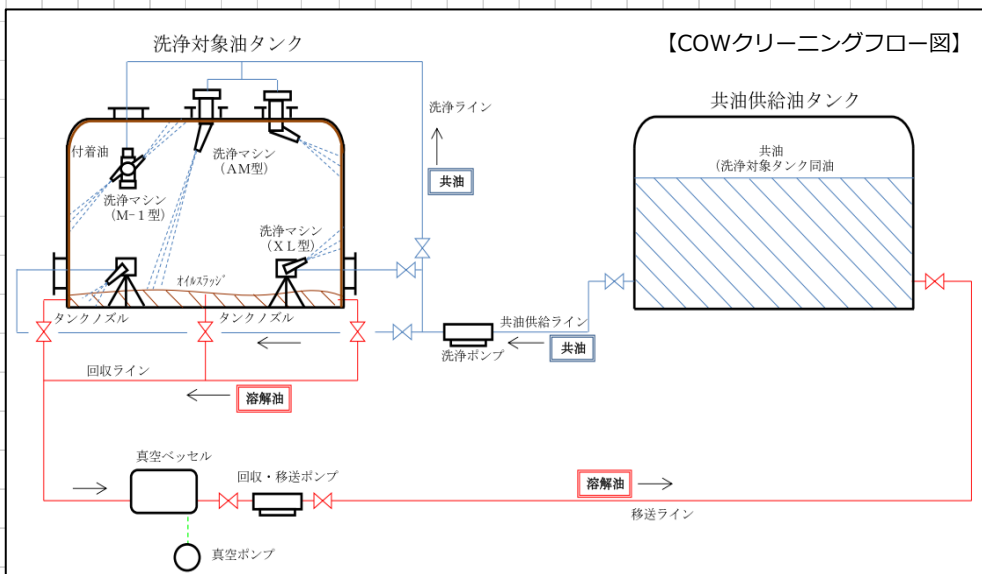 【COWクリーニングフロー図】
洗浄対象油タンク
共油供給油タンク
洗浄ライン
共油
付着油
洗浄マシン
(AM型)
共油
(洗浄対象タンク同油
洗浄マシン
(M-1型)
洗浄マシン
(XL型)
オイルスラッジ
タンクノズル
タンクノズル
共油供給ライン
共油
洗浄ポンプ
回収ライン
溶解油
真空ベッセル
回収・移送ポンプ
溶解油
移送ライン
真空ポンプ